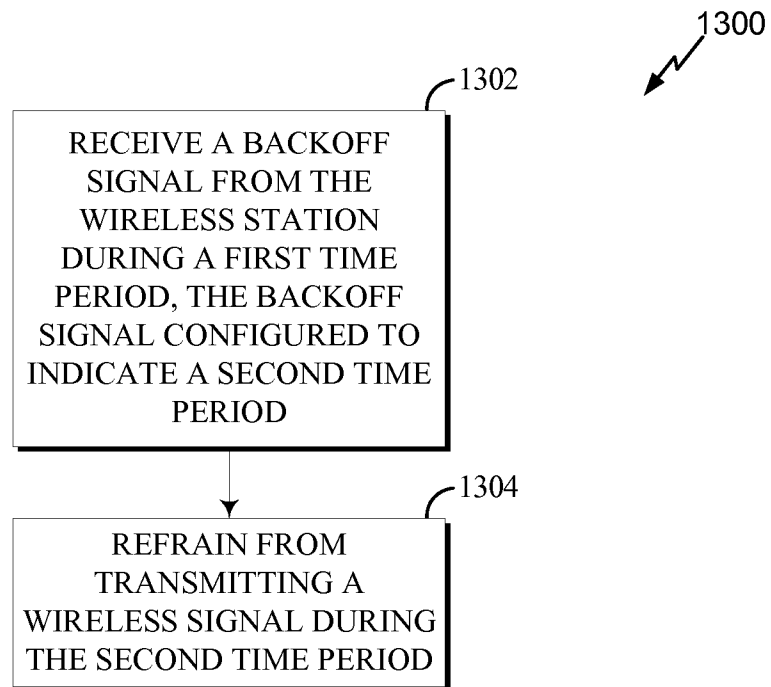 1300
1302
RECEIVE A BACKOFF
SIGNAL FROM THE
WIRELESS STATION
DURING A FIRST TIME
PERIOD, THE BACKOFF
SIGNAL CONFIGURED TO
INDICATE A SECOND TIME
PERIOD
1304
REFRAIN FROM
TRANSMITTING A
WIRELESS SIGNAL DURING
THE SECOND TIME PERIOD